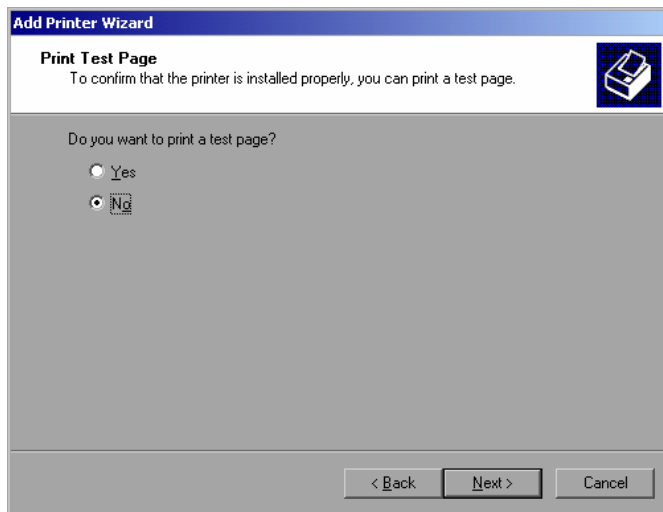 Add Printer Wizard
Print Test Page
To confirm that the printer is installed properly, you can print a test page.
Do you want to print a test page?
Yes
No
< Back
Next >
Cancel